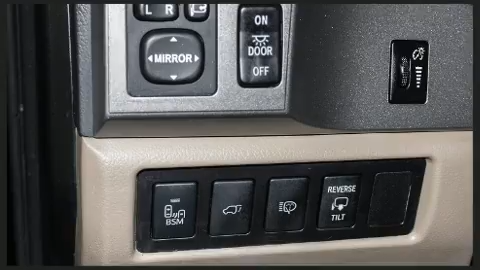 L R
ON
MIRROR
DOOR
OFF
REVERSE
BSM
TILT